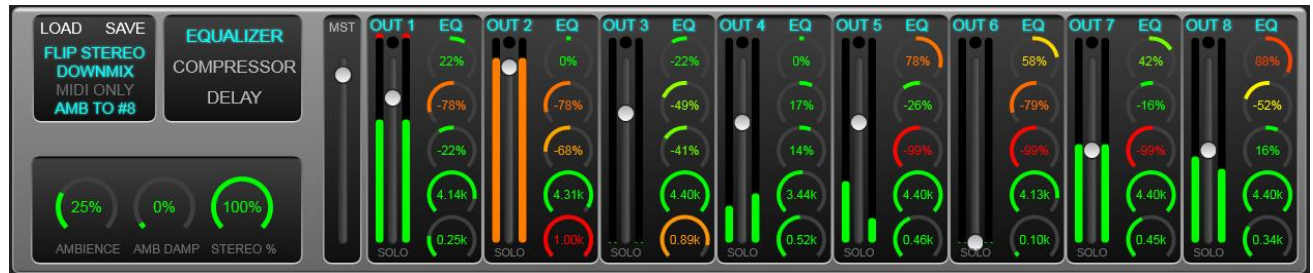 LOAD SAVE
FLIP STEREO
DOWNMIX
MIDI ONLY
AMB TO #8
EQUALIZER
COMPRESSOR
DELAY
25% 0% 100%
AMBIENCE AMB DAMP STEREO %
MST
OUT 1 EQ
22%
-78%
-22%
4.14k
0.25k
SOLO
OUT 2 EQ
0%
-78%
-68%
4.31k
1.00k
SOLO
OUT 3 EQ
-22%
-49%
-41%
4.40k
0.89k
SOLO
OUT 4 EQ
0%
17%
14%
3.44k
0.52k
SOLO
OUT 5 EQ
78%
-26%
-99%
4.40k
0.46k
SOLO
OUT 6 EQ
58%
-79%
-99%
4.13k
0.10k
SOLO
OUT 7 EQ
42%
-16%
-99%
4.40k
0.45k
SOLO
OUT 8 EQ
88%
-52%
16%
4.40k
0.34k
SOLO